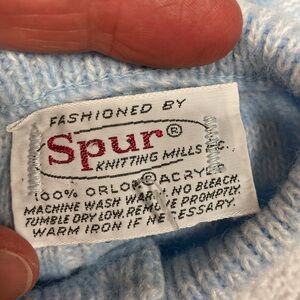 FASHIONED BY
Spur®
KNITTING MILLS
100% ORLON® ACRYLIC
MACHINE WASH WARM. NO BLEACH.
TUMBLE DRY LOW. REMOVE PROMPTLY.
WARM IRON IF NECESSARY.